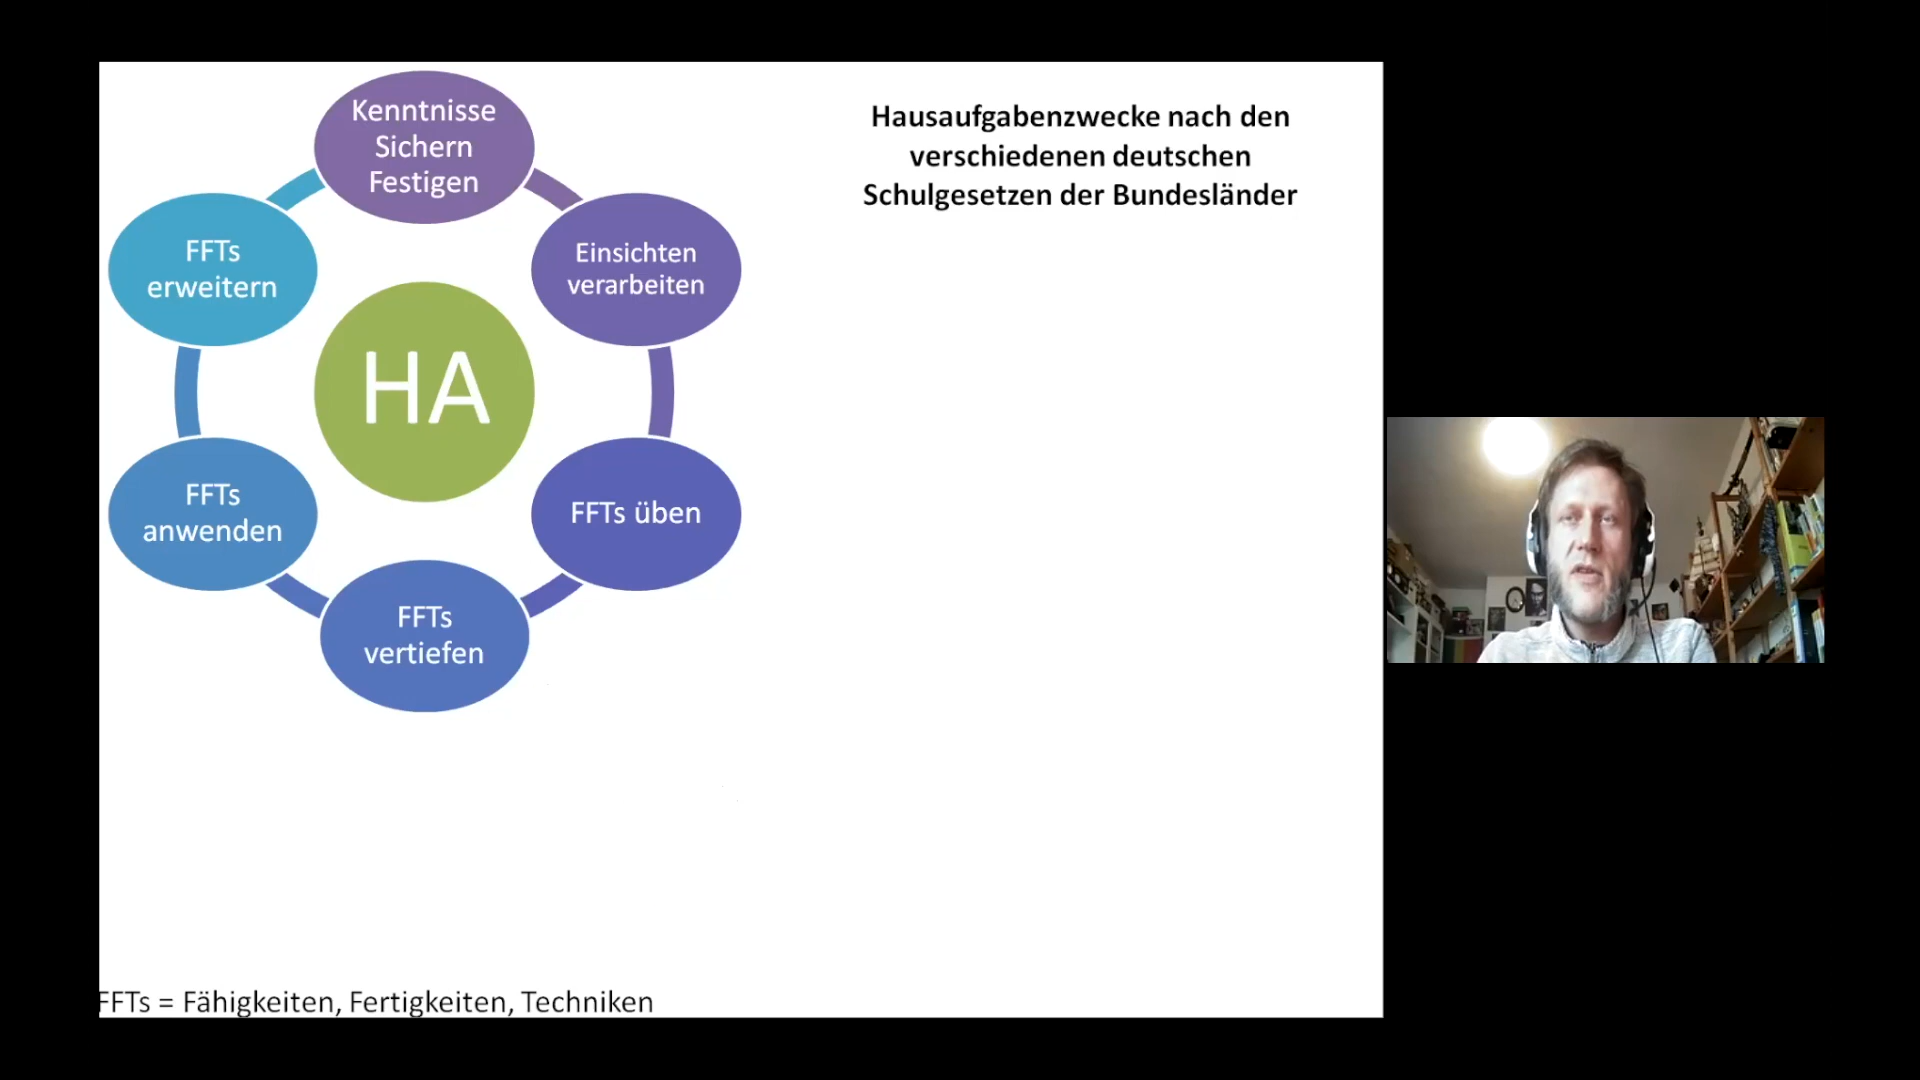 Kenntnisse
Sichern
Festigen
Hausaufgabenzwecke nach den
verschiedenen deutschen
Schulgesetzen der Bundesländer
FFTs
erweitern
Einsichten
verarbeiten
HA
FFTs
anwenden
FFTs üben
FFTs
vertiefen
FFTs = Fähigkeiten, Fertigkeiten, Techniken